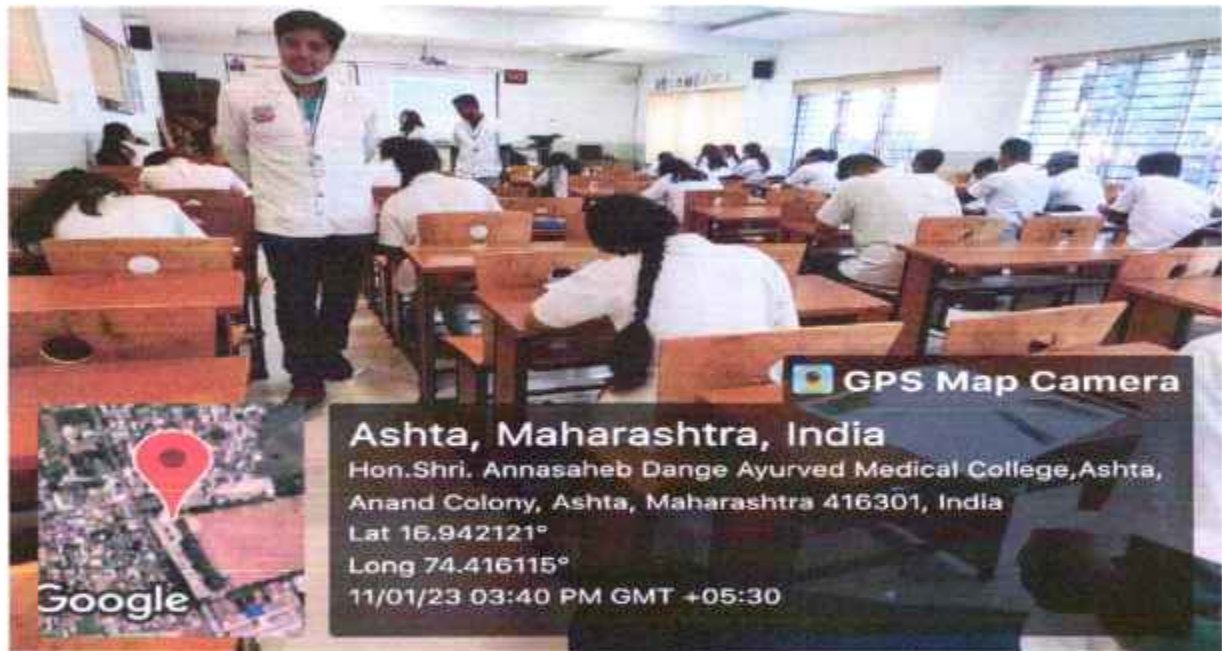 GPS Map Camera
Ashta, Maharashtra, India
Hon.Shri. Annasaheb Dange Ayurved Medical College,Ashta,
Anand Colony, Ashta, Maharashtra 416301, India
Lat 16.942121°
Long 74.416115°
11/01/23 03:40 PM GMT +05:30
Google